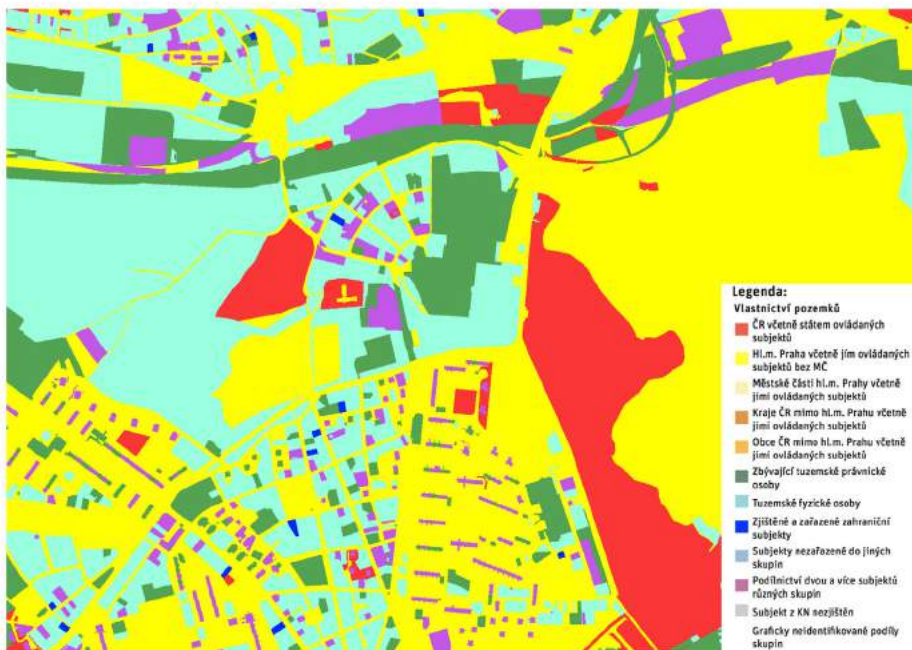 Legenda:
Vlastnictví pozemků
ČR včetně státem ovládaných
subjektů
Hl.m. Praha včetně jím ovládaných
subjektů bez MČ
Městské části hl.m. Prahy včetně
jimi ovládaných subjektů
Kraje ČR mimo hl.m. Prahu včetně
jimi ovládaných subjektů
Obce ČR mimo hl.m. Prahu včetně
jimi ovládaných subjektů
Zbývající tuzemské právnické
osoby
Tuzemské fyzické osoby
Zjištěné a zařazené zahraniční
subjekty
Subjekty nezařazené do jiných
skupin
Podílnictví dvou a více subjektů
různých skupin
Subjekt z KN nezjištěn
Graficky neidentifikované podíly
skupin